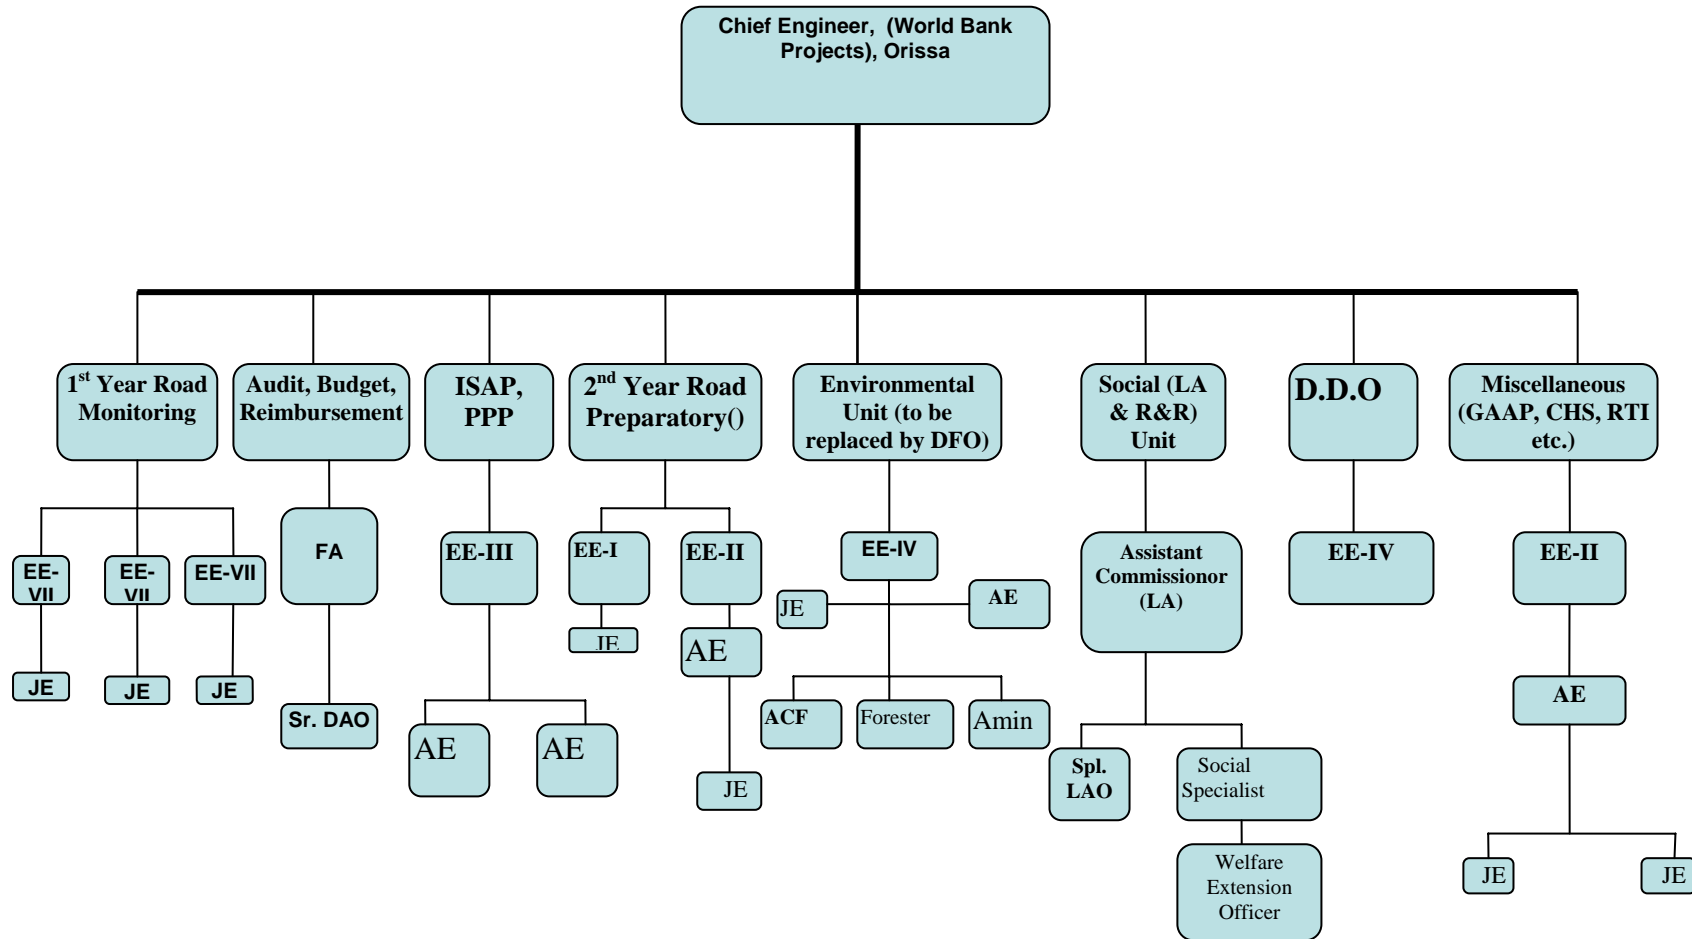 Chief Engineer, (World Bank
Projects), Orissa
1st Year Road
Monitoring
Audit, Budget,
Reimbursement
ISAP,
PPP
2nd Year Road
Preparatory()
Environmental
Unit (to be
replaced by DFO)
Social (LA
& R&R)
Unit
D.D.O
Miscellaneous
(GAAP, CHS, RTI
etc.)
EE-
VII
EE-
VII
EE-VII
FA
EE-III
EE-I
EE-II
EE-IV
Assistant
Commissionor
(LA)
EE-IV
EE-II
JE
AE
JE
AE
JE
JE
JE
Sr. DAO
AE
AE
JE
ACF
Forester
Amin
Spl.
LAO
Social
Specialist
Welfare
Extension
Officer
AE
JE
JE